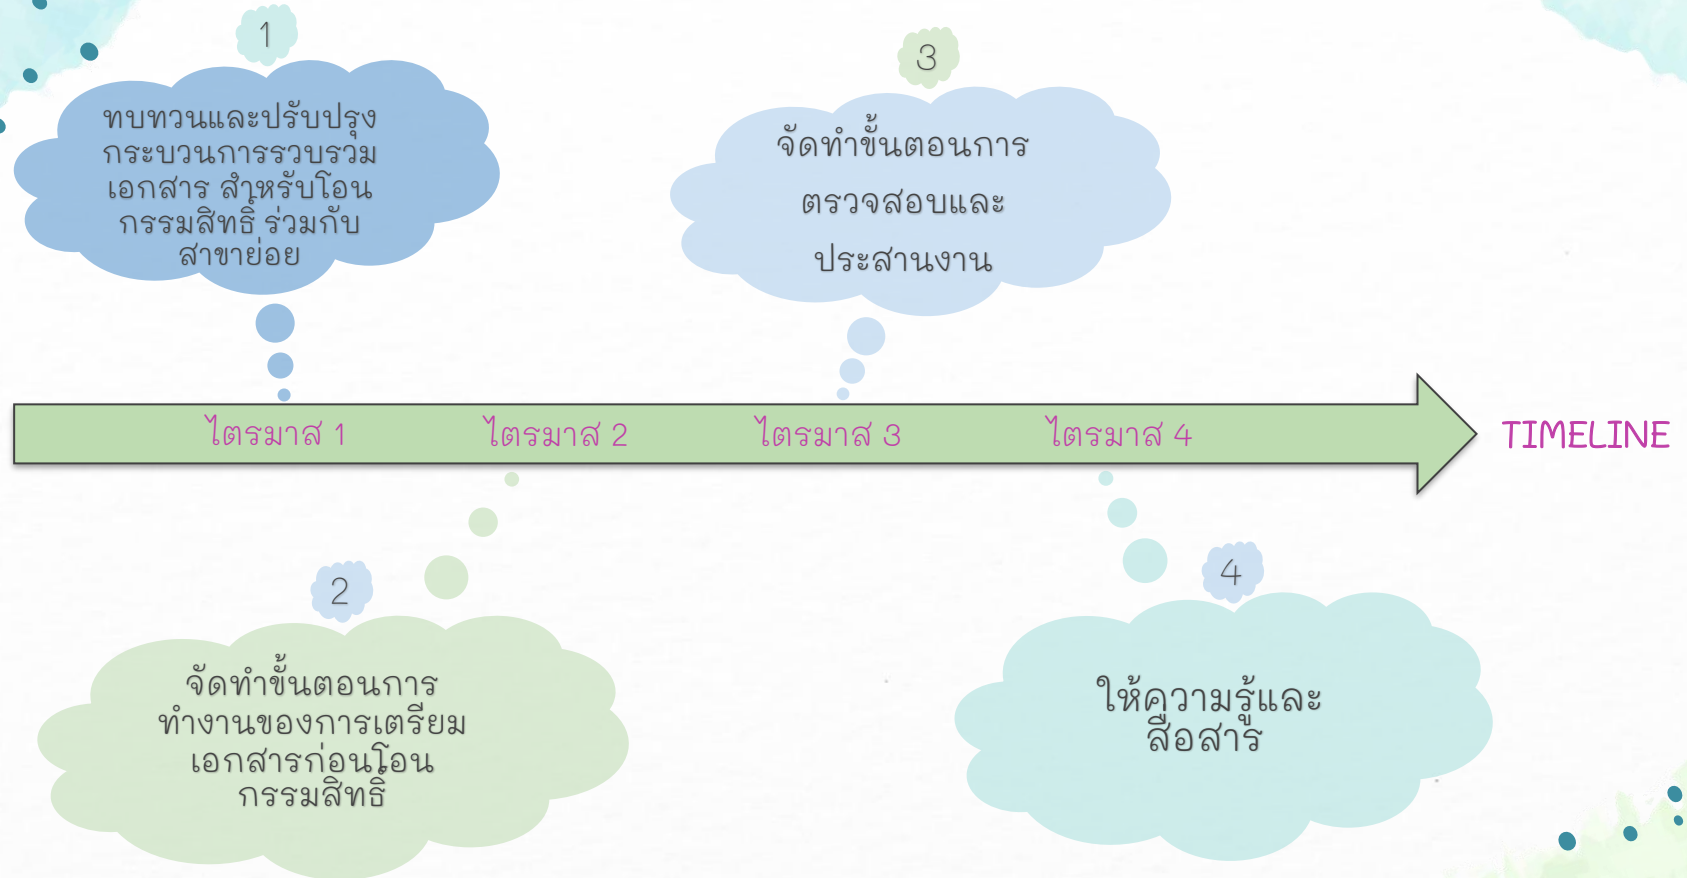 1
ทบทวนและปรับปรุง
กระบวนการรวบรวม
เอกสาร สำหรับโอน
กรรมสิทธิ์ ร่วมกับ
สาขาย่อย
3
จัดทำขั้นตอนการ
ตรวจสอบและ
ประสานงาน
ไตรมาส 1
ไตรมาส 2
ไตรมาส 3
ไตรมาส 4
TIMELINE
2
จัดทำขั้นตอนการ
ทำงานของการเตรียม
เอกสารก่อนโอน
กรรมสิทธิ์
4
ให้ความรู้และ
สื่อสาร